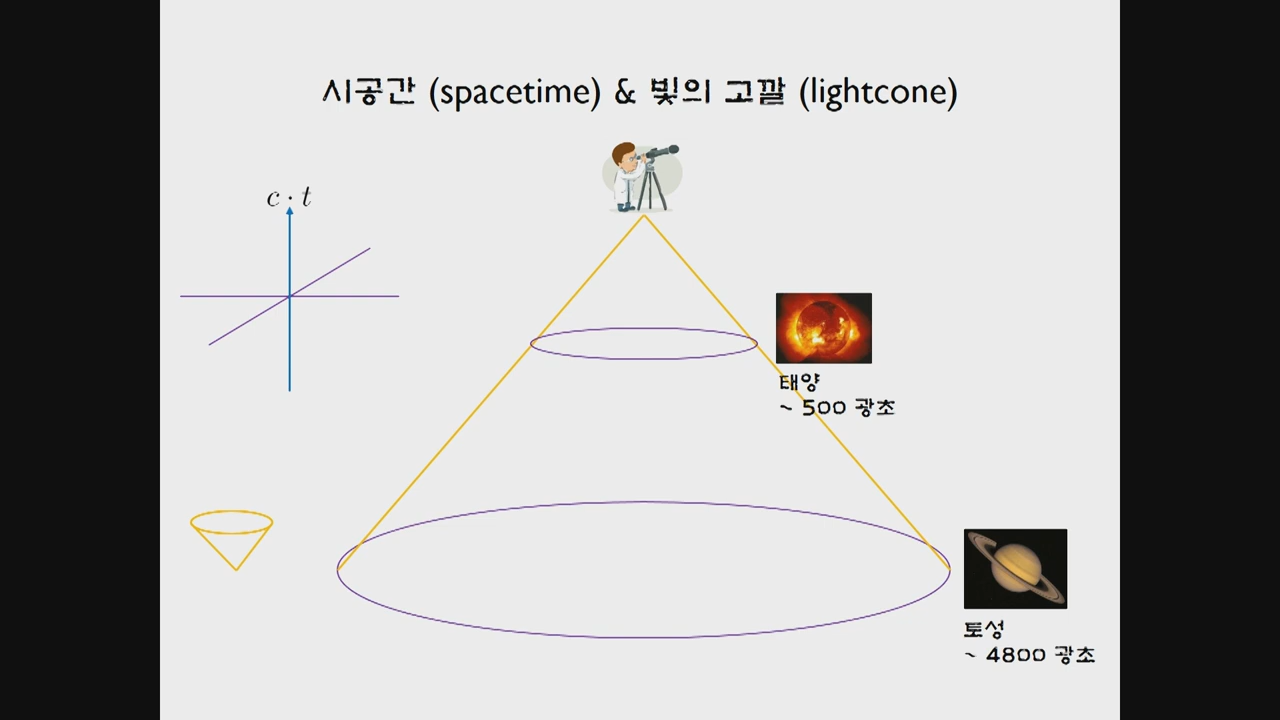 시공간 (spacetime) & 빛의 고깔 (lightcone)
c · t
태양
~ 500 광초
토성
~ 4800 광초